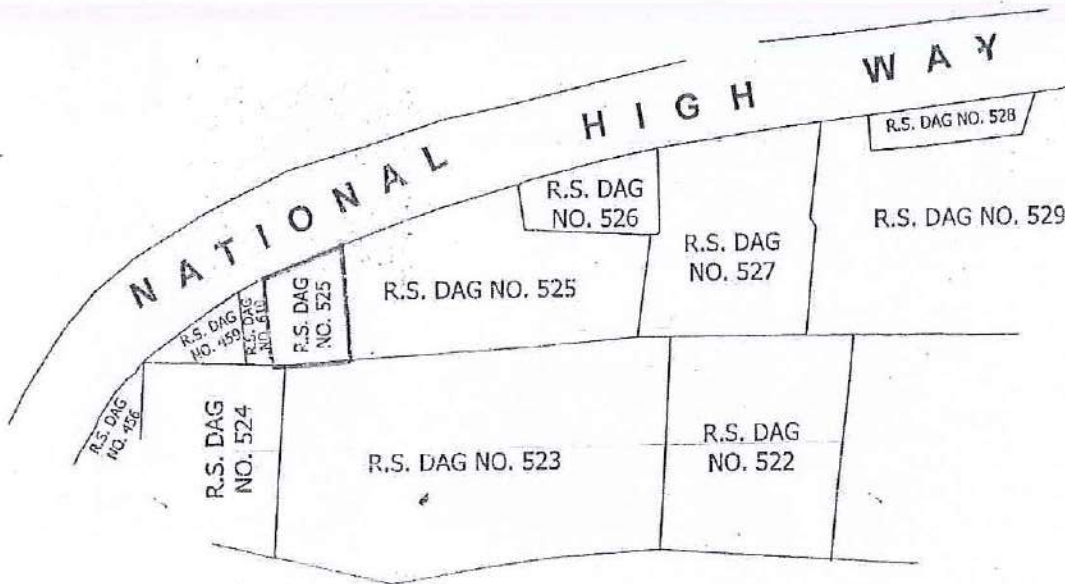 NATIONAL HIGH WAY
R.S. DAG NO. 528
R.S. DAG
NO. 526
R.S. DAG NO. 529
R.S. DAG
NO. 527
R.S. DAG NO. 525
R.S. DAG
NO. 525
R.S. DAG
NO. 610
R.S. DAG
NO. 459
R.S. DAG
NO. 456
R.S. DAG
NO. 524
R.S. DAG NO. 523
R.S. DAG
NO. 522